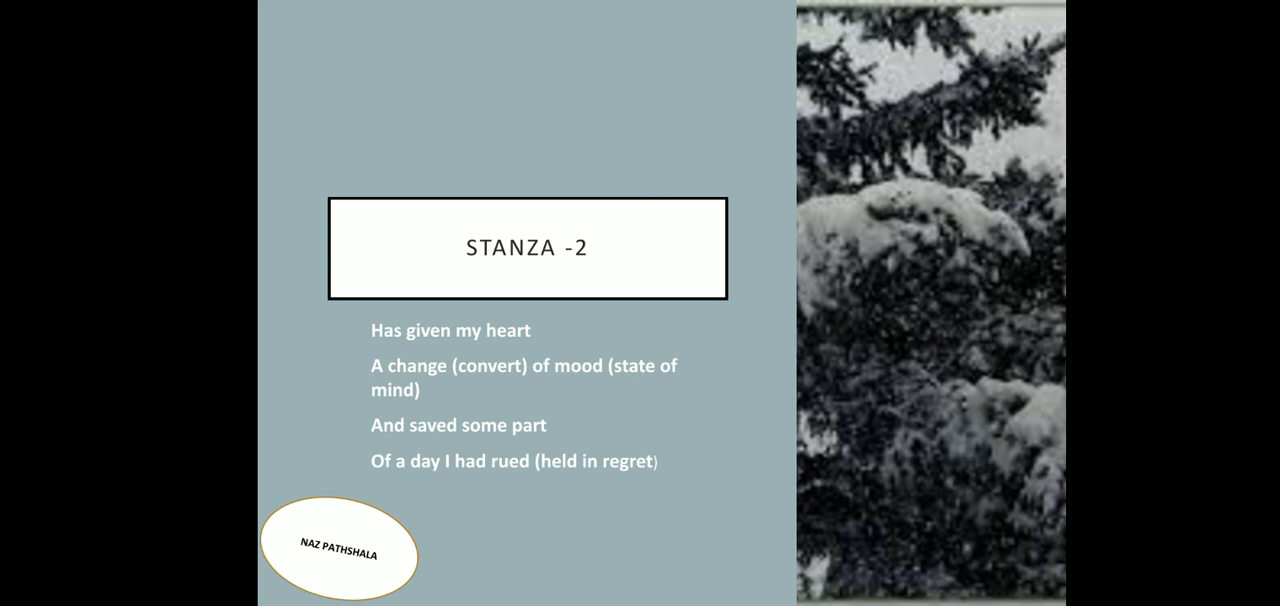 STANZA -2
Has given my heart
A change (convert) of mood (state of
mind)
And saved some part
Of a day I had rued (held in regret)
NAZ PATHSHALA